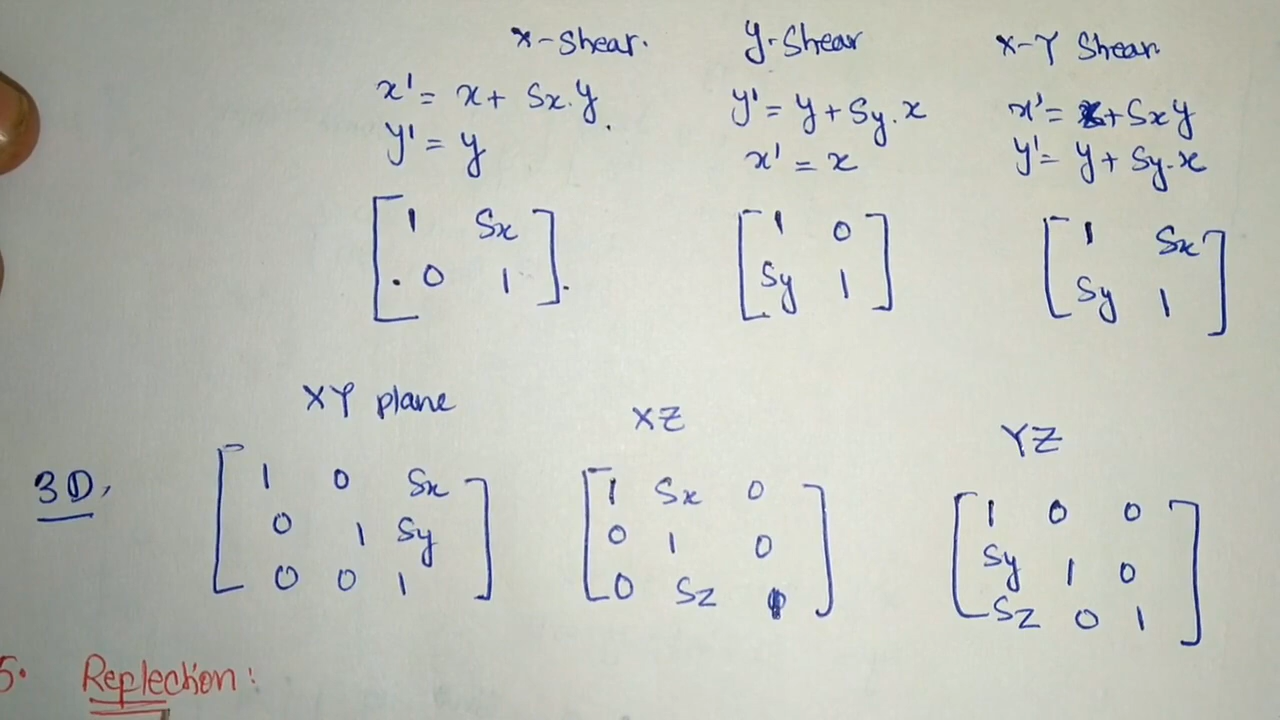 x-Shear.
x' = x + Sx.y
y' = y
[ 1 Sx
. 0 1 ].
y-Shear
y' = y + Sy.x
x' = x
[ 1 0
Sy 1 ]
X-Y Shear
x' = x + Sxy
y' = y + Sy.x
[ 1 Sx
Sy 1 ]
3D,
XY plane
[ 1 0 Sx
0 1 Sy
0 0 1 ]
XZ
[ 1 Sx 0
0 1 0
0 Sz 1 ]
YZ
[ 1 0 0
Sy 1 0
Sz 0 1 ]
5. Replection: